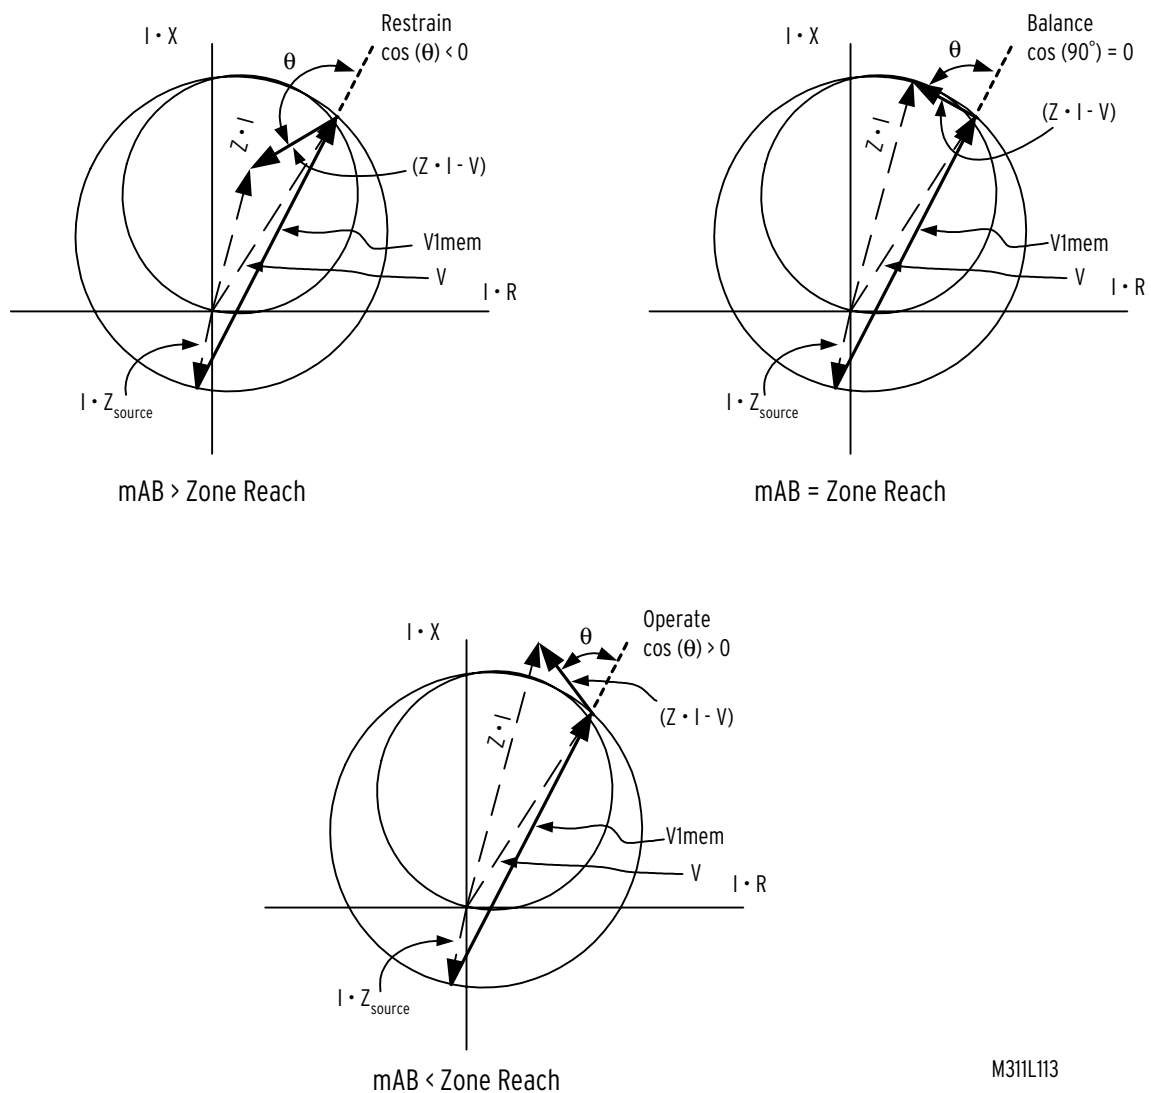 Restrain
cos (θ) < 0
I • X
θ
Z • I
(Z • I - V)
V1mem
V
I • R
I • Zsource
mAB > Zone Reach
Balance
cos (90°) = 0
I • X
θ
Z • I
(Z • I - V)
V1mem
V
I • R
I • Zsource
mAB = Zone Reach
Operate
cos (θ) > 0
I • X
θ
Z • I
(Z • I - V)
V1mem
V
I • R
I • Zsource
mAB < Zone Reach
M311L113